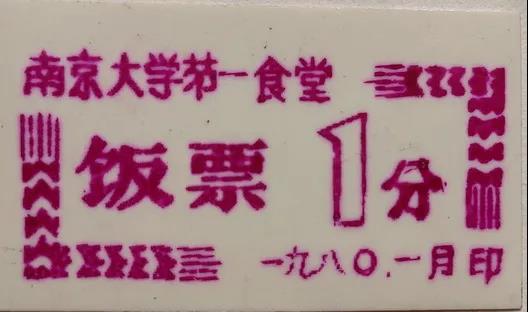 南京大学第一食堂
饭票 1分
一九八〇.一月印